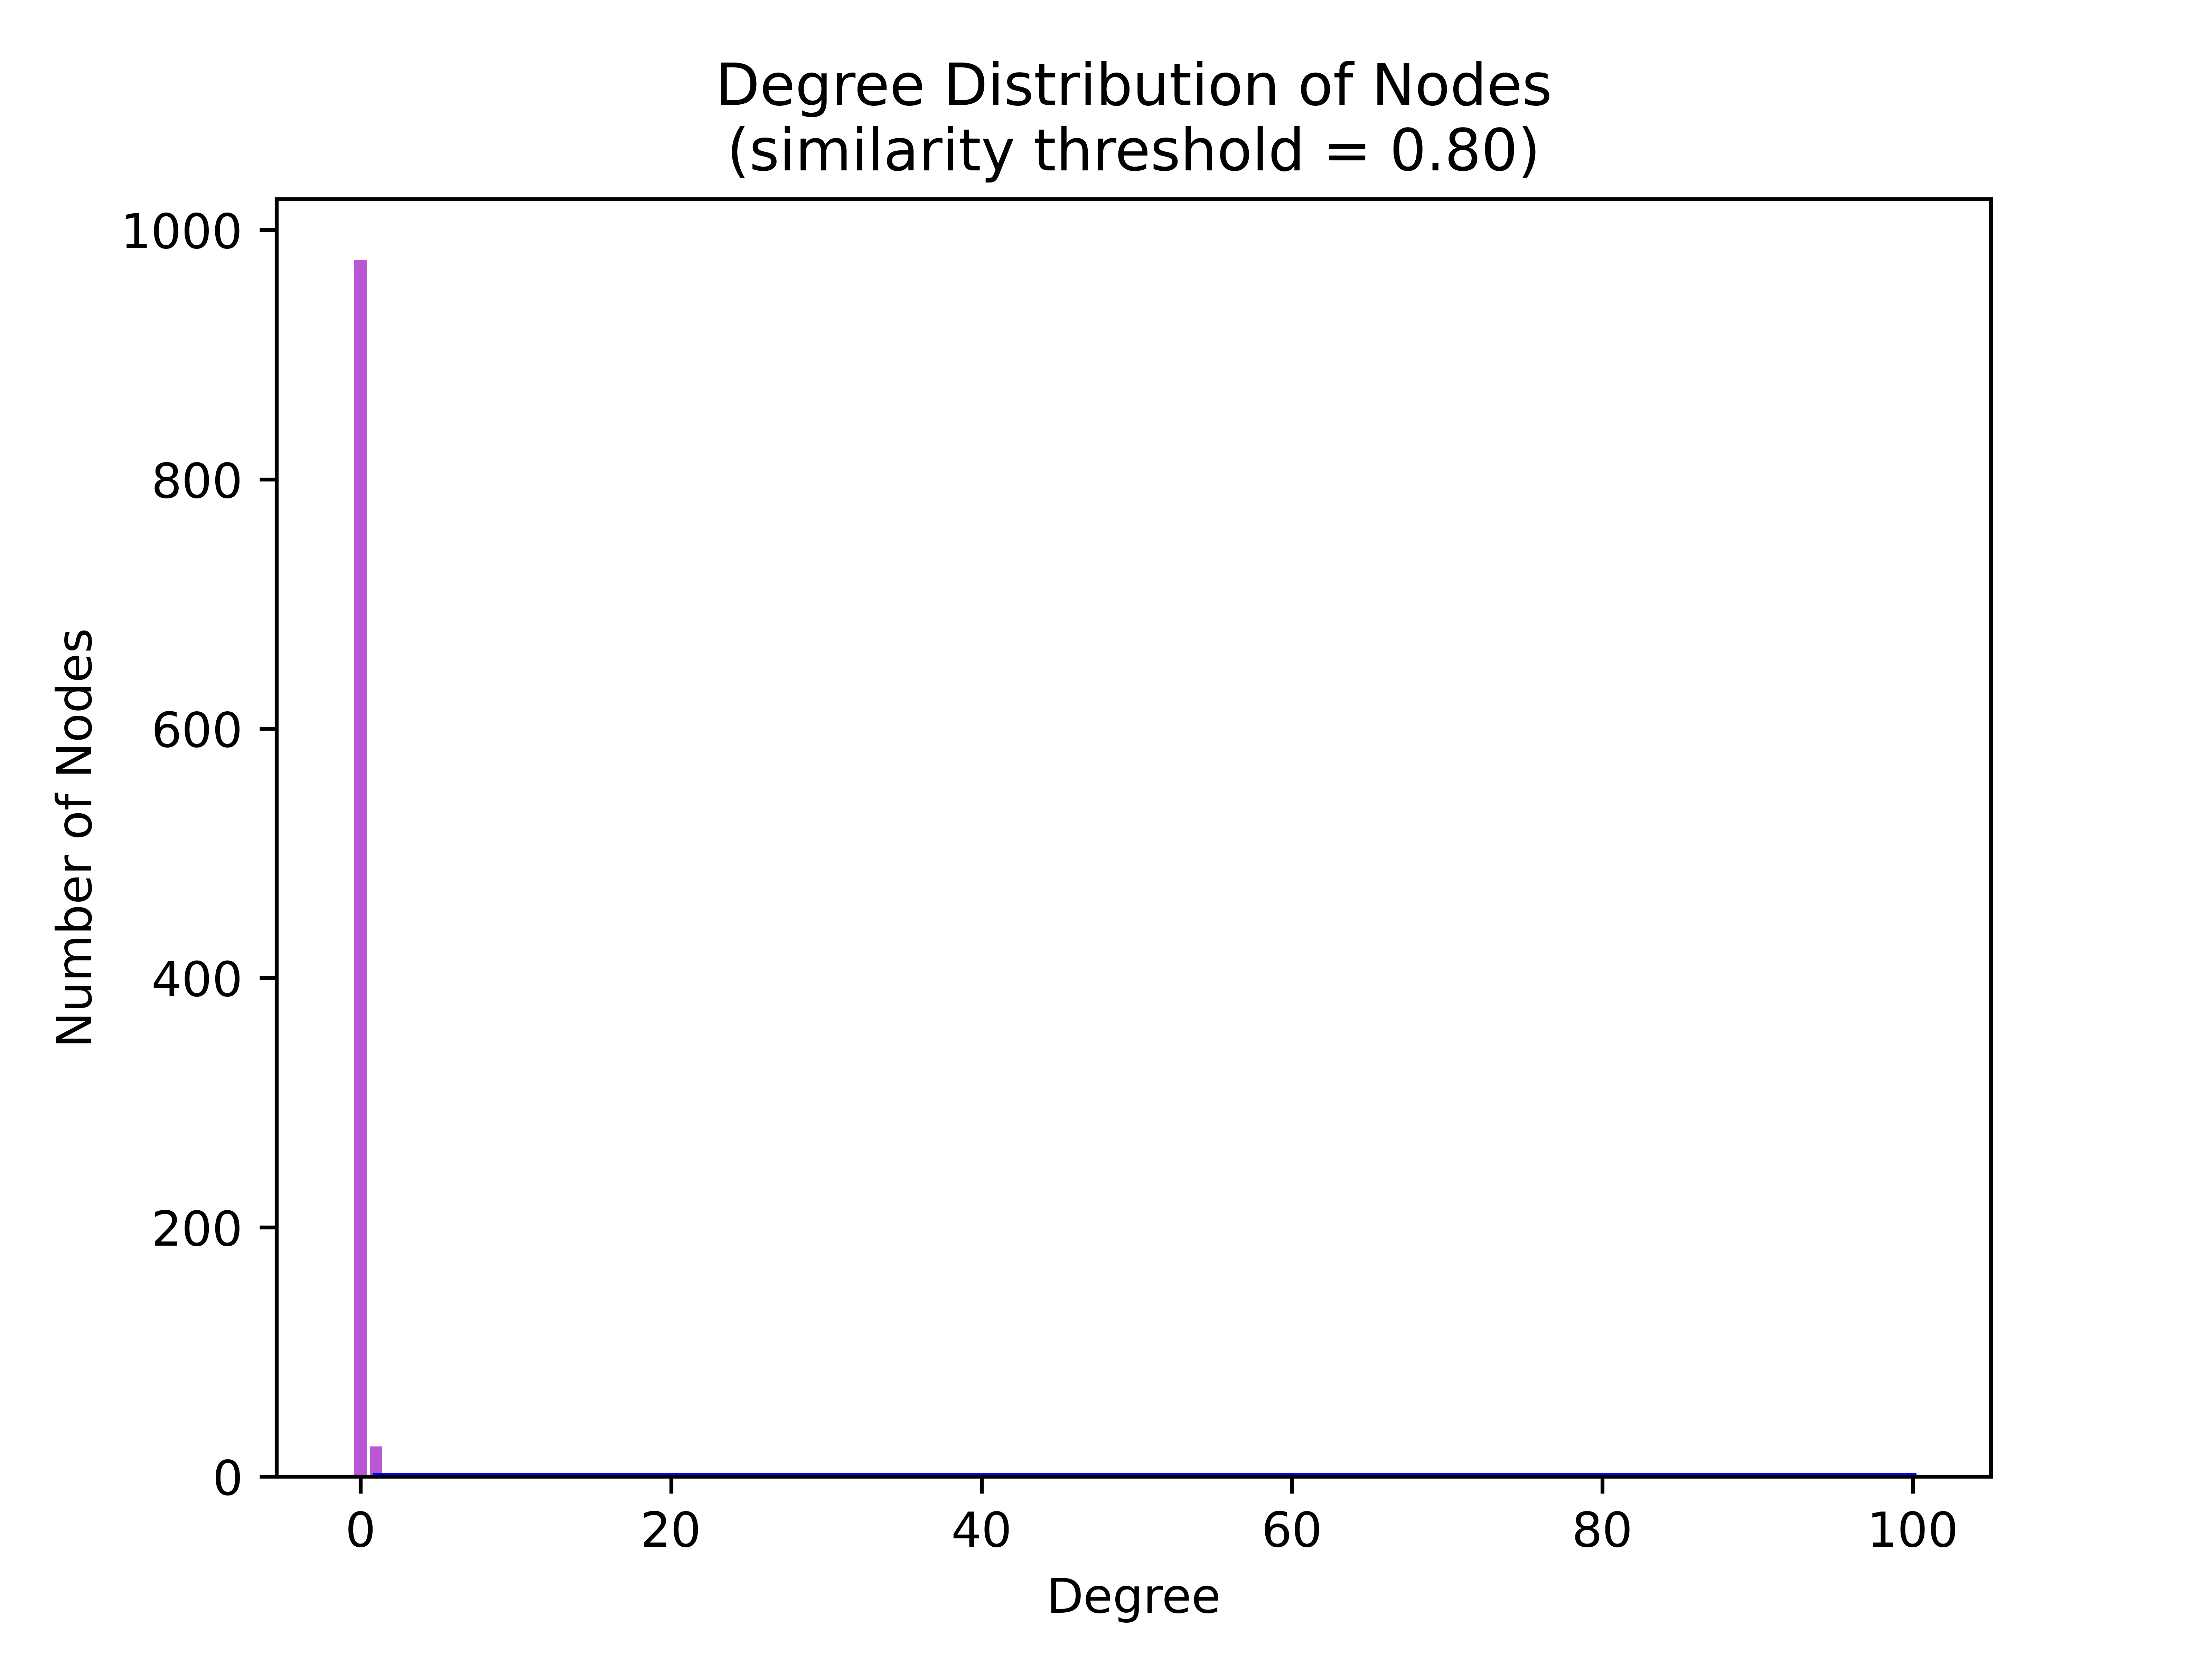 Degree Distribution of Nodes
(similarity threshold = 0.80)
1000
800
600
400
200
0
Number of Nodes
0 20 40 60 80 100
Degree